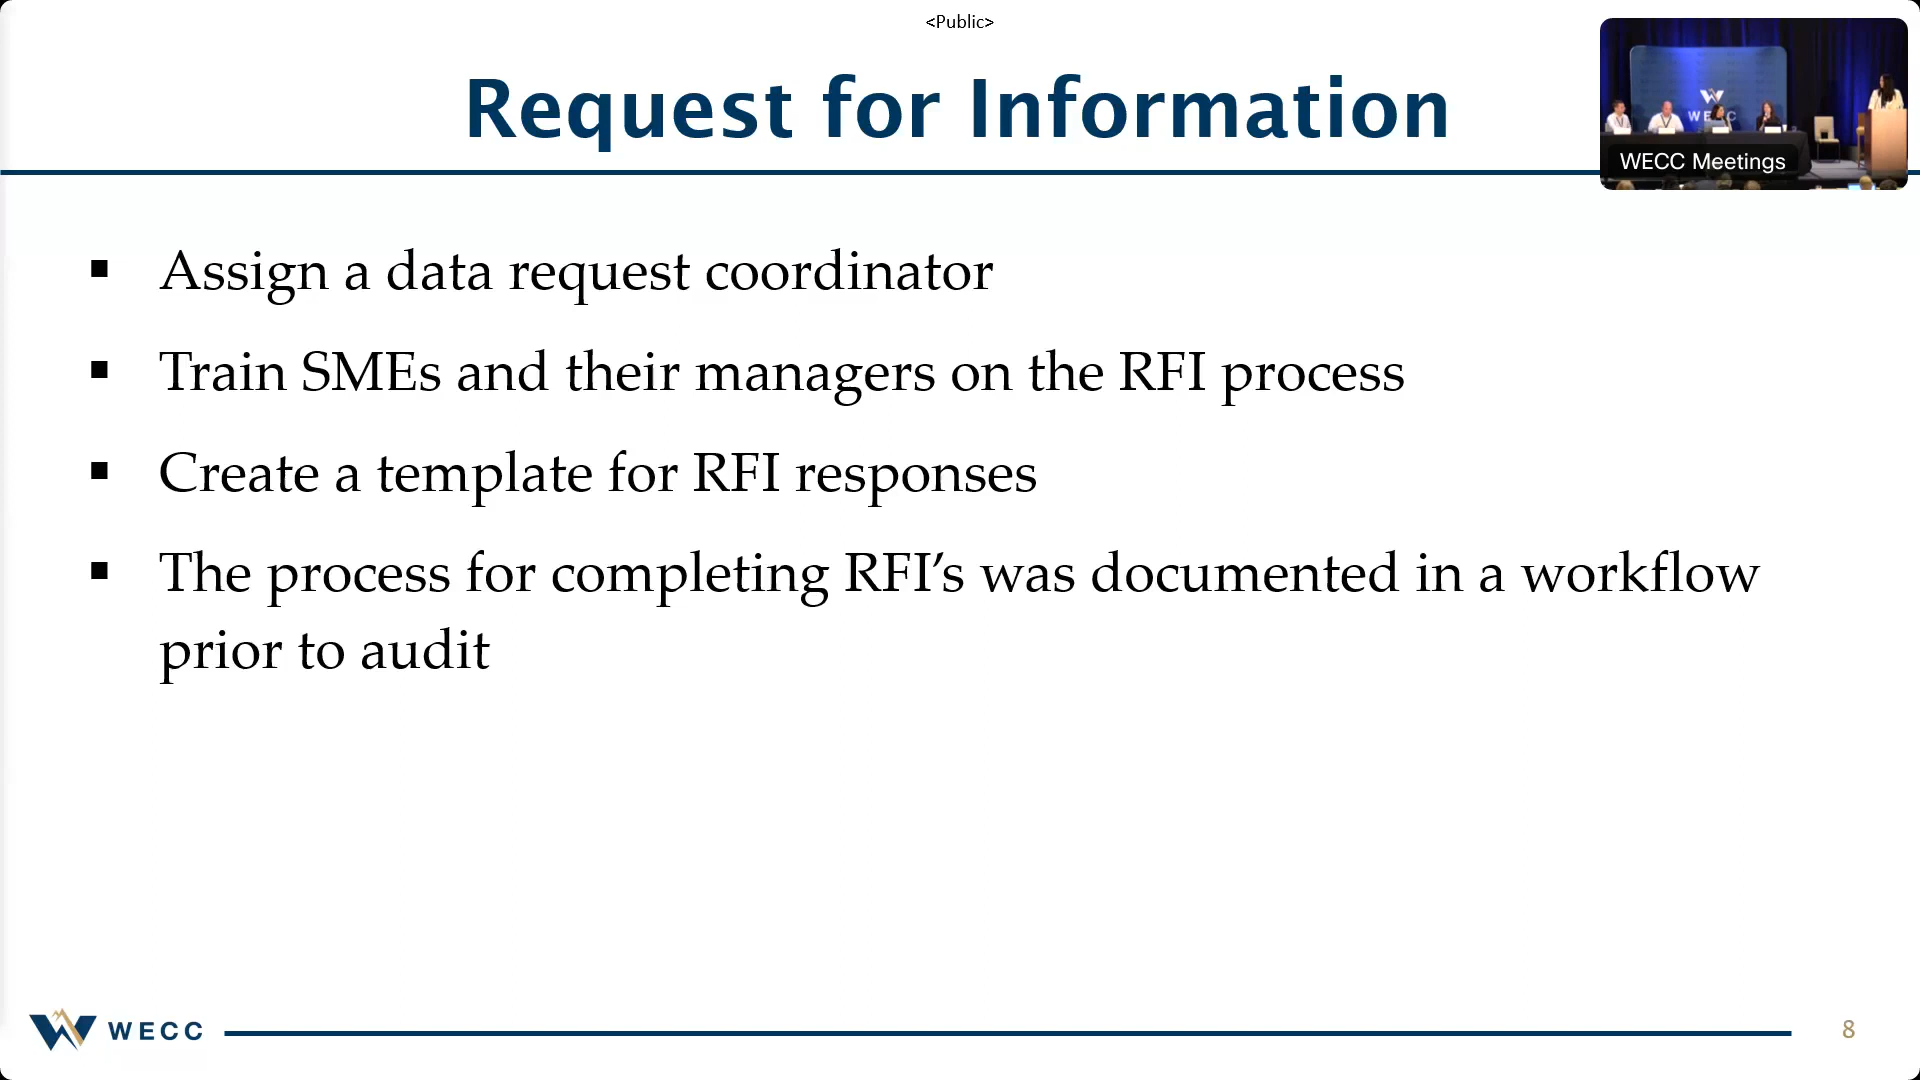 <Public>
Request for Information
WECC
WECC Meetings
▪ Assign a data request coordinator
▪ Train SMEs and their managers on the RFI process
▪ Create a template for RFI responses
▪ The process for completing RFI’s was documented in a workflow
prior to audit
WECC
8